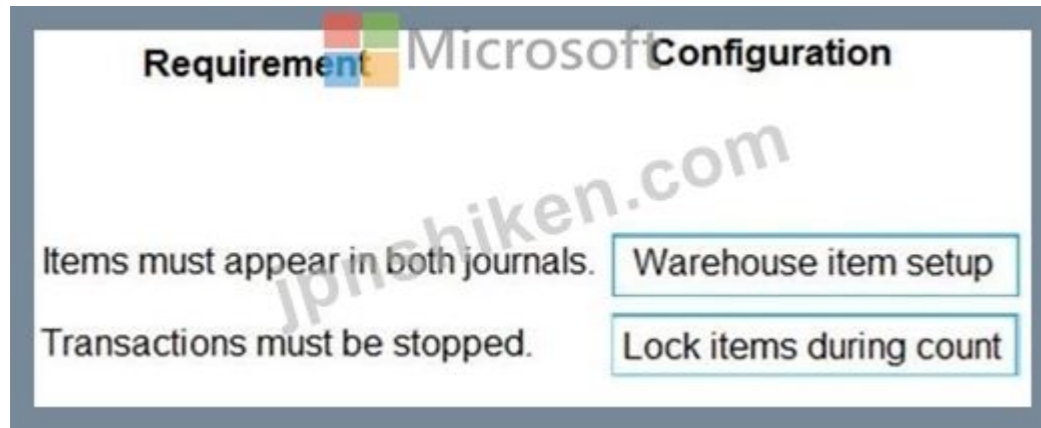 Requirement
Microsoft
Configuration
jpnshiken.com
Items must appear in both journals.
Warehouse item setup
Transactions must be stopped.
Lock items during count